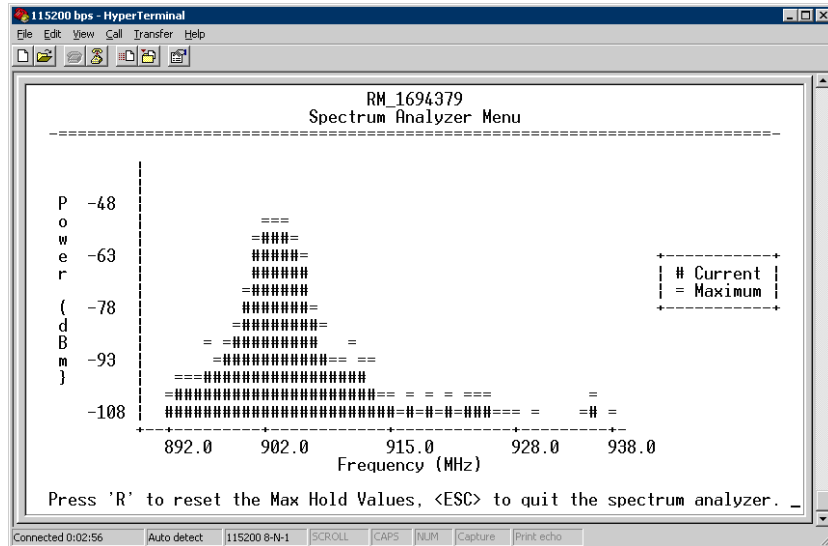 115200 bps - HyperTerminal
File Edit View Call Transfer Help
RM_1694379
Spectrum Analyzer Menu
-===========================================================================-
Power (dBm}
-48
===
=###=
-63 #####=
######
=######
-78 #######=
=########=
= =######### =
-93 =###########== ==
===#################
=#####################== = = = === =
-108 ########################=#=#=#=###=== = =# =
# Current
= Maximum
892.0 902.0 915.0 928.0 938.0
Frequency (MHz)
Press 'R' to reset the Max Hold Values, <ESC> to quit the spectrum analyzer. _
Connected 0:02:56 Auto detect 115200 8-N-1 SCROLL CAPS NUM Capture Print echo